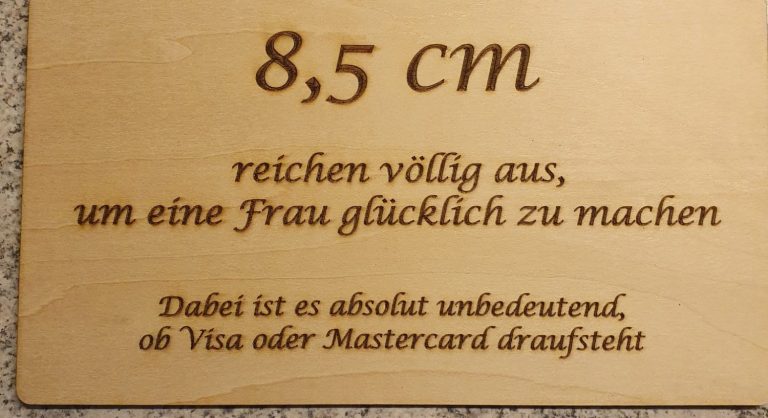 8,5 cm
reichen völlig aus,
um eine Frau glücklich zu machen
Dabei ist es absolut unbedeutend,
ob Visa oder Mastercard draufsteht